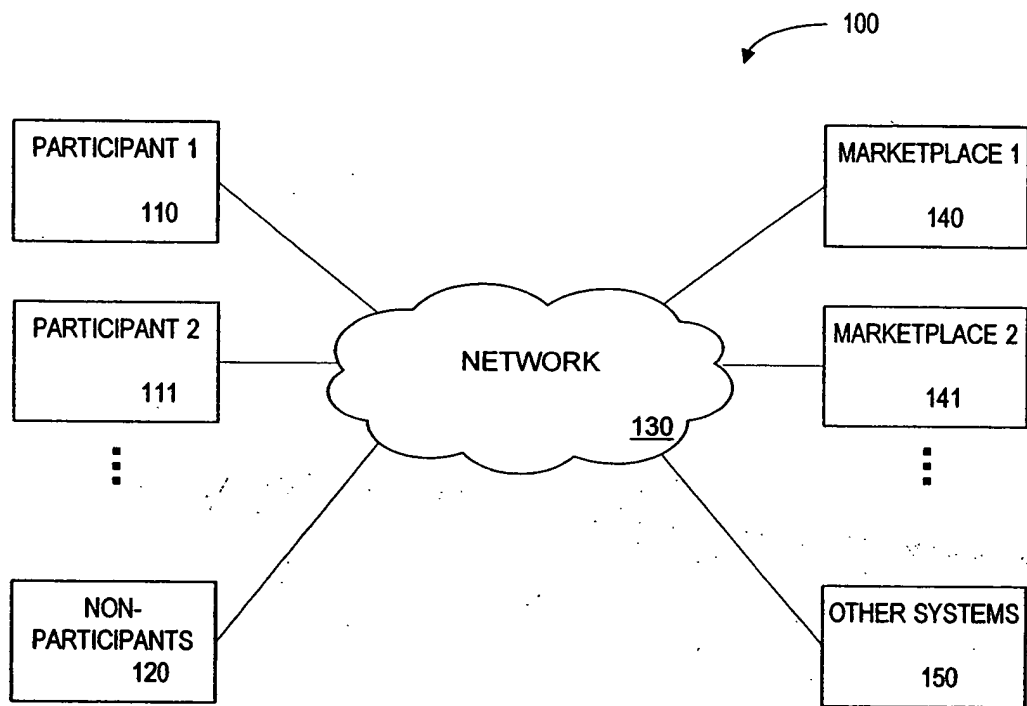 100
PARTICIPANT 1
110
MARKETPLACE 1
140
PARTICIPANT 2
111
NETWORK
130
MARKETPLACE 2
141
NON-
PARTICIPANTS
120
OTHER SYSTEMS
150